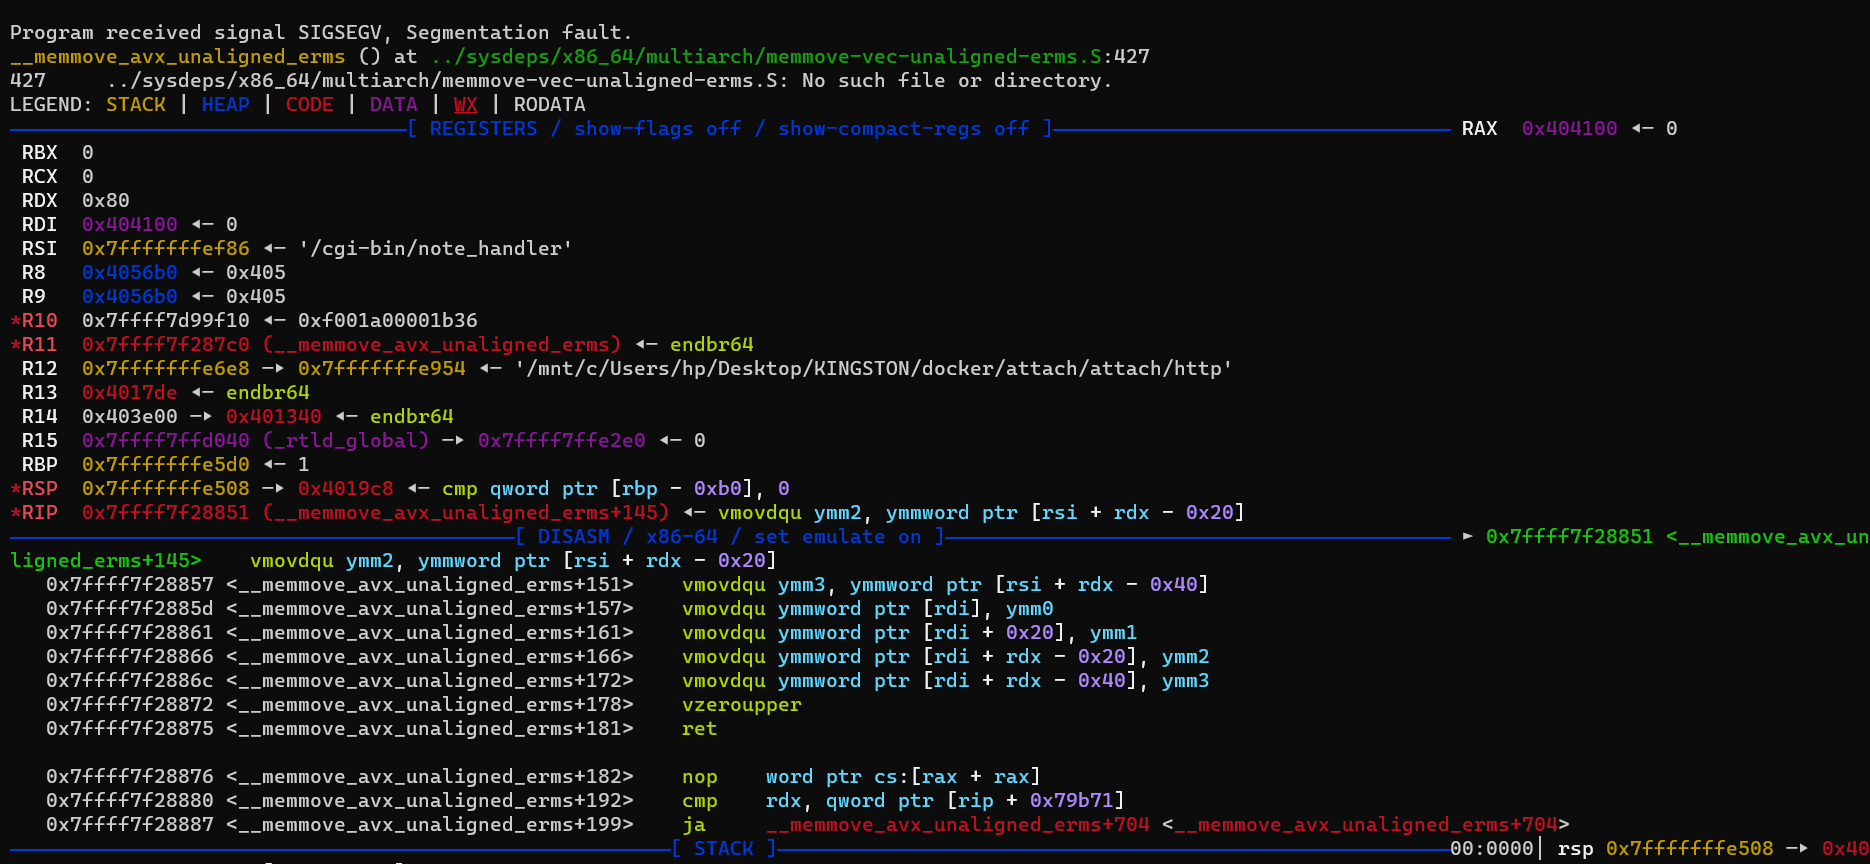 Program received signal SIGSEGV, Segmentation fault.
__memmove_avx_unaligned_erms () at ../sysdeps/x86_64/multiarch/memmove-vec-unaligned-erms.S:427
427     ../sysdeps/x86_64/multiarch/memmove-vec-unaligned-erms.S: No such file or directory.
LEGEND: STACK | HEAP | CODE | DATA | WX | RODATA
[ REGISTERS / show-flags off / show-compact-regs off ] RAX  0x404100 ◂— 0
RBX  0
RCX  0
RDX  0x80
RDI  0x404100 ◂— 0
RSI  0x7fffffffef86 ◂— '/cgi-bin/note_handler'
R8   0x4056b0 ◂— 0x405
R9   0x4056b0 ◂— 0x405
*R10  0x7ffff7d99f10 ◂— 0xf001a00001b36
*R11  0x7ffff7f287c0 (__memmove_avx_unaligned_erms) ◂— endbr64
R12  0x7fffffffe6e8 —▸ 0x7fffffffe954 ◂— '/mnt/c/Users/hp/Desktop/KINGSTON/docker/attach/attach/http'
R13  0x4017de ◂— endbr64
R14  0x403e00 —▸ 0x401340 ◂— endbr64
R15  0x7ffff7ffd040 (_rtld_global) —▸ 0x7ffff7ffe2e0 ◂— 0
RBP  0x7fffffffe5d0 ◂— 1
*RSP  0x7fffffffe508 —▸ 0x4019c8 ◂— cmp qword ptr [rbp - 0xb0], 0
*RIP  0x7ffff7f28851 (__memmove_avx_unaligned_erms+145) ◂— vmovdqu ymm2, ymmword ptr [rsi + rdx - 0x20]
[ DISASM / x86-64 / set emulate on ] ► 0x7ffff7f28851 <__memmove_avx_una
ligned_erms+145>    vmovdqu ymm2, ymmword ptr [rsi + rdx - 0x20]
0x7ffff7f28857 <__memmove_avx_unaligned_erms+151>    vmovdqu ymm3, ymmword ptr [rsi + rdx - 0x40]
0x7ffff7f2885d <__memmove_avx_unaligned_erms+157>    vmovdqu ymmword ptr [rdi], ymm0
0x7ffff7f28861 <__memmove_avx_unaligned_erms+161>    vmovdqu ymmword ptr [rdi + 0x20], ymm1
0x7ffff7f28866 <__memmove_avx_unaligned_erms+166>    vmovdqu ymmword ptr [rdi + rdx - 0x20], ymm2
0x7ffff7f2886c <__memmove_avx_unaligned_erms+172>    vmovdqu ymmword ptr [rdi + rdx - 0x40], ymm3
0x7ffff7f28872 <__memmove_avx_unaligned_erms+178>    vzeroupper
0x7ffff7f28875 <__memmove_avx_unaligned_erms+181>    ret
0x7ffff7f28876 <__memmove_avx_unaligned_erms+182>    nop    word ptr cs:[rax + rax]
0x7ffff7f28880 <__memmove_avx_unaligned_erms+192>    cmp    rdx, qword ptr [rip + 0x79b71]
0x7ffff7f28887 <__memmove_avx_unaligned_erms+199>    ja     __memmove_avx_unaligned_erms+704 <__memmove_avx_unaligned_erms+704>
[ STACK ] 00:0000│ rsp 0x7fffffffe508 —▸ 0x40